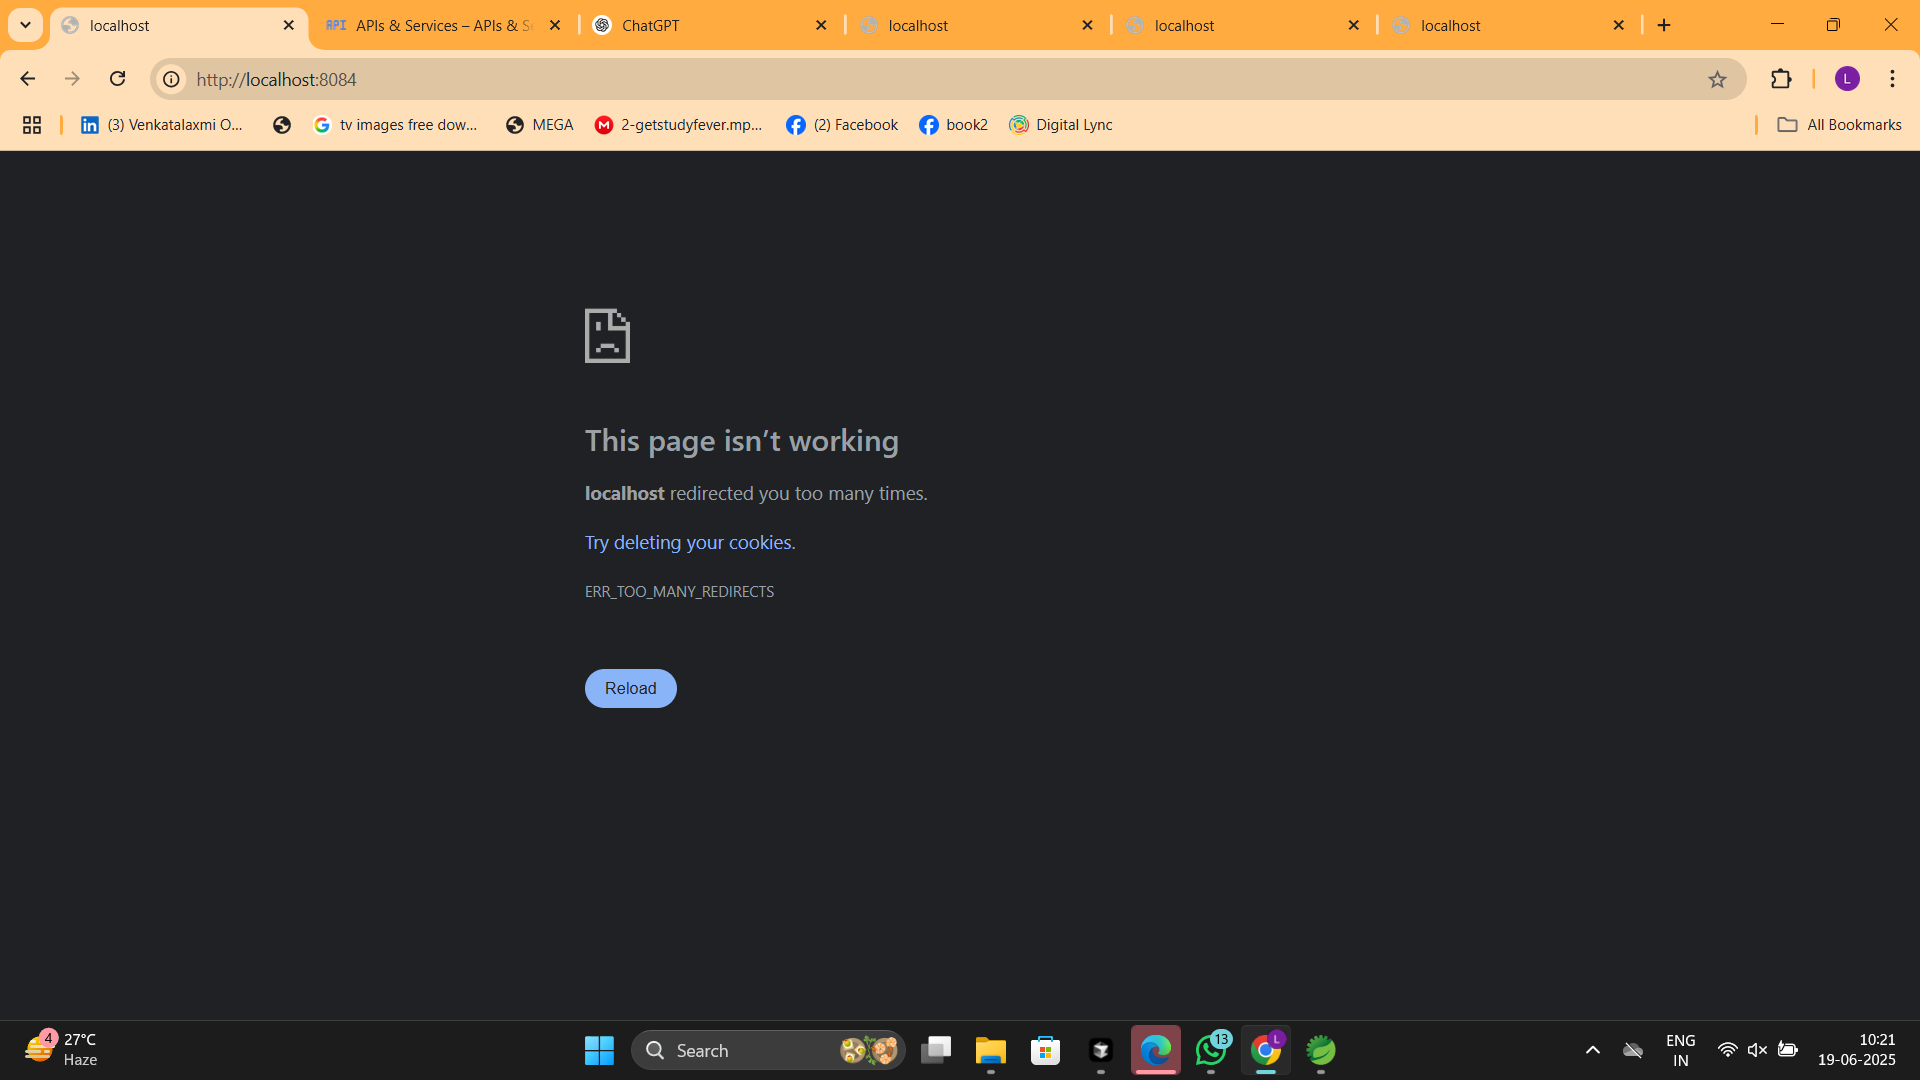 localhost
API APIs & Services – APIs & S
ChatGPT
localhost
localhost
localhost
http://localhost:8084
L
(3) Venkatalaxmi O...
tv images free dow...
MEGA
2-getstudyfever.mp...
(2) Facebook
book2
Digital Lync
All Bookmarks
This page isn’t working
localhost redirected you too many times.
Try deleting your cookies.
ERR_TOO_MANY_REDIRECTS
Reload
4
27°C
Haze
Search
13
L
ENG
IN
10:21
19-06-2025